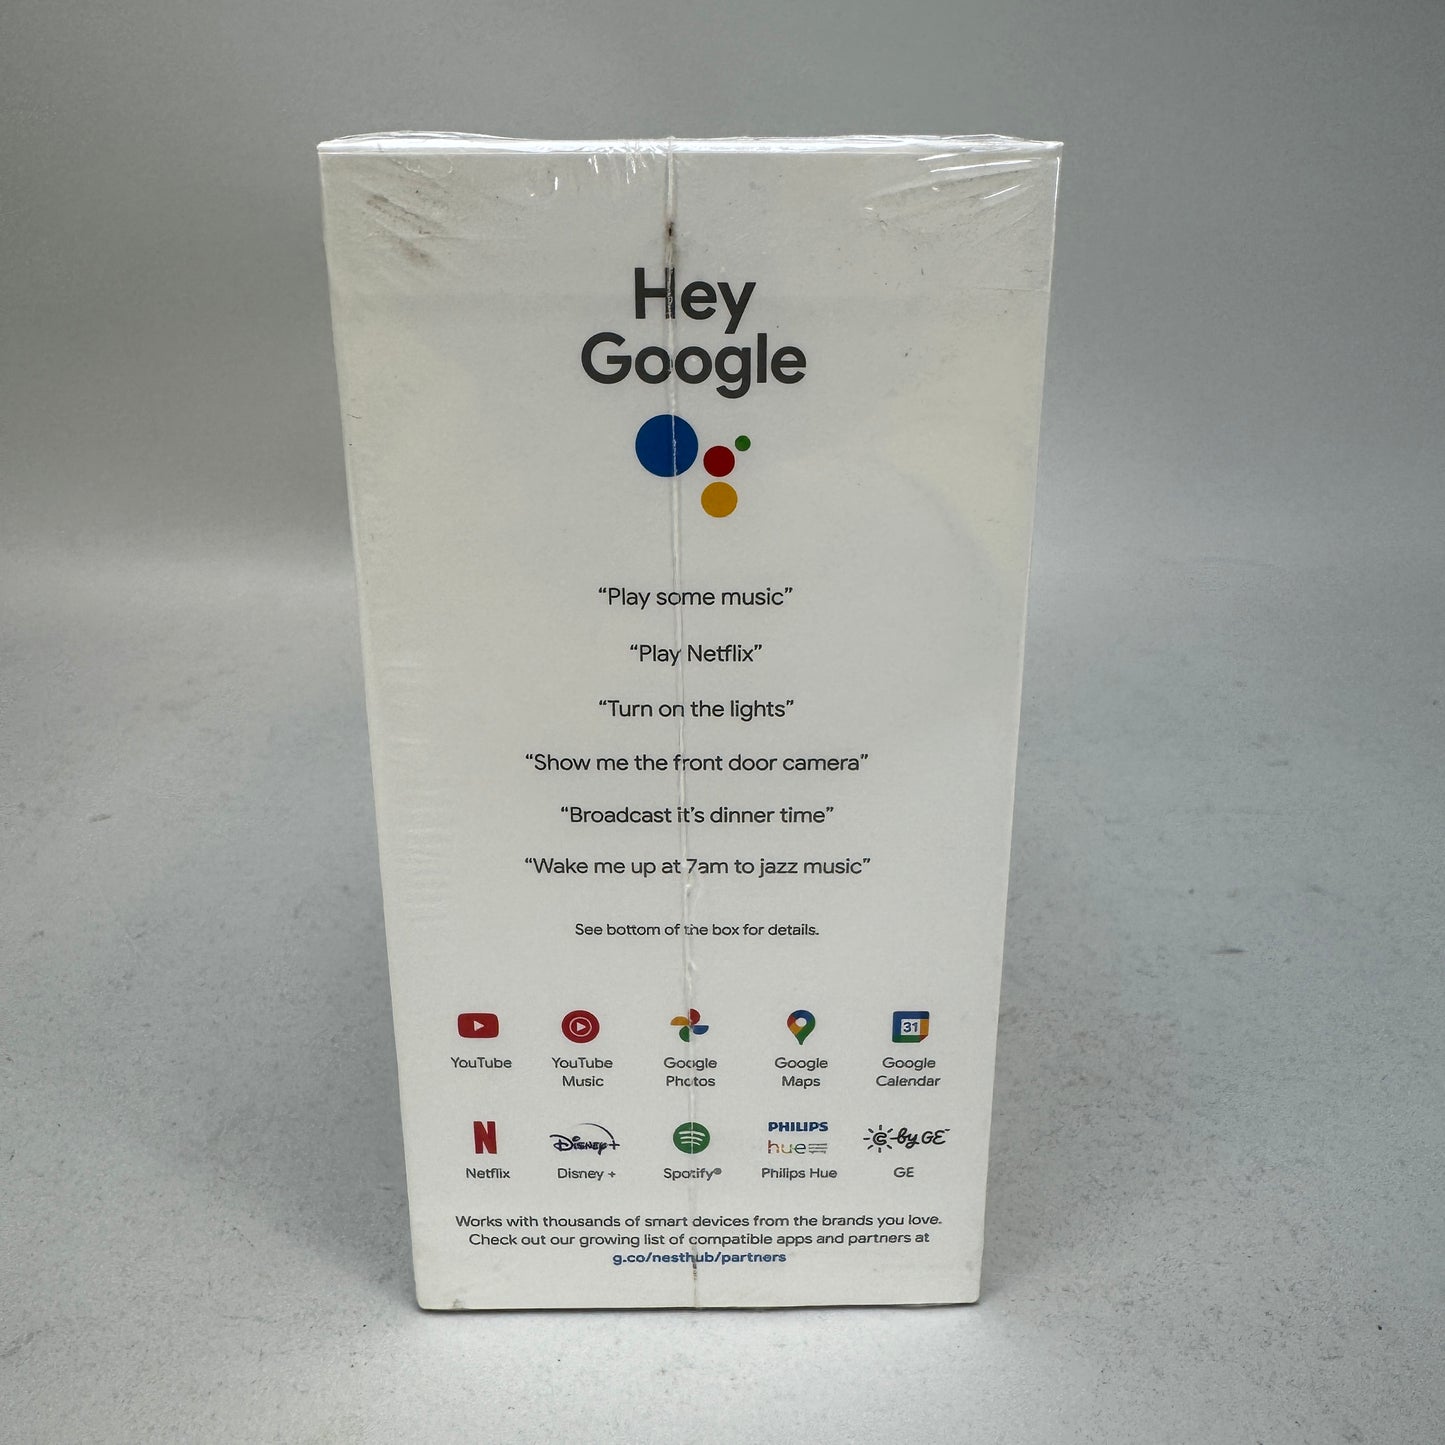 Hey
Google
“Play some music”
“Play Netflix”
“Turn on the lights”
“Show me the front door camera”
“Broadcast it’s dinner time”
“Wake me up at 7am to jazz music”
See bottom of the box for details.
31
YouTube YouTube Music Google Photos Google Maps Google Calendar
N Disney+ PHILIPS hue C by GE
Netflix Disney + Spotify® Philips Hue GE
Works with thousands of smart devices from the brands you love.
Check out our growing list of compatible apps and partners at
g.co/nesthub/partners